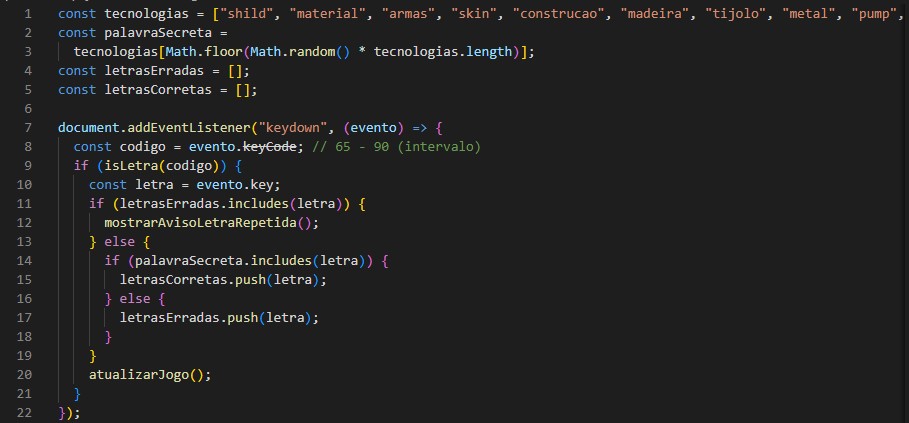 1 const tecnologias = ["shild", "material", "armas", "skin", "construcao", "madeira", "tijolo", "metal", "pump",
2 const palavraSecreta =
3   tecnologias[Math.floor(Math.random() * tecnologias.length)];
4 const letrasErradas = [];
5 const letrasCorretas = [];
6
7 document.addEventListener("keydown", (evento) => {
8   const codigo = evento.keyCode; // 65 - 90 (intervalo)
9   if (isLetra(codigo)) {
10     const letra = evento.key;
11     if (letrasErradas.includes(letra)) {
12       mostrarAvisoLetraRepetida();
13     } else {
14       if (palavraSecreta.includes(letra)) {
15         letrasCorretas.push(letra);
16       } else {
17         letrasErradas.push(letra);
18       }
19     }
20     atualizarJogo();
21   }
22 });